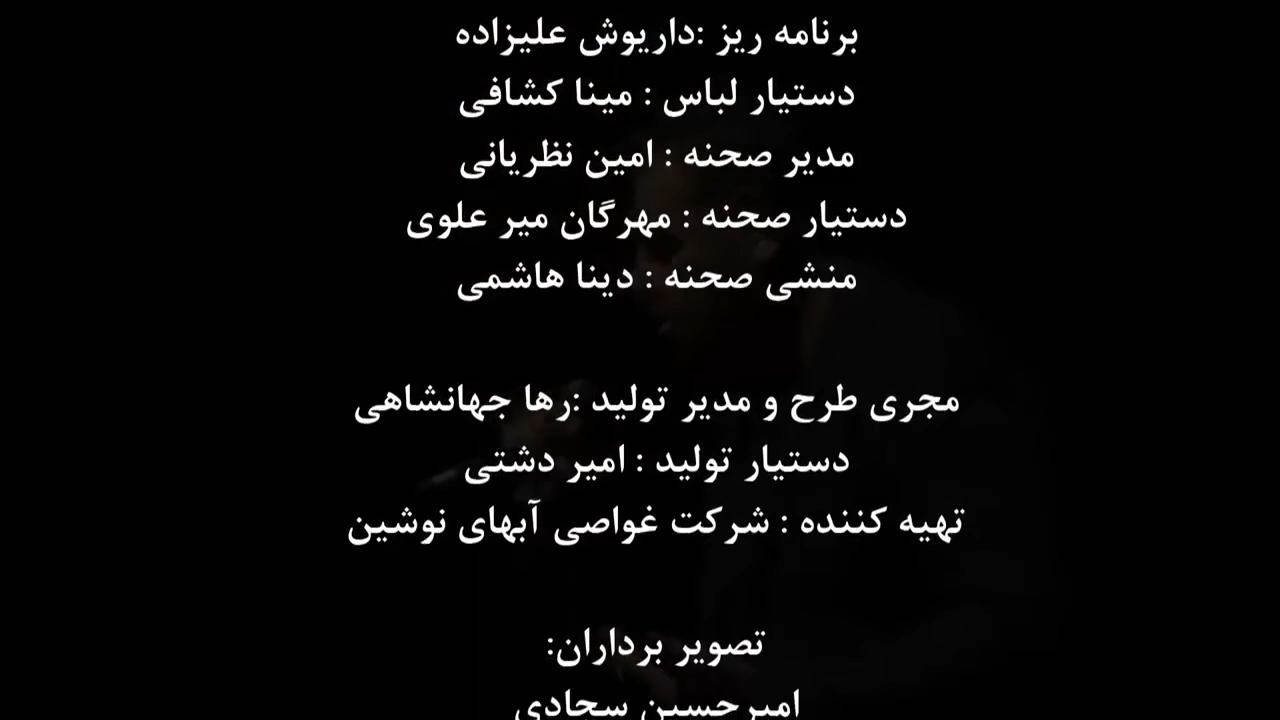 برنامه ریز :داریوش علیزاده
دستیار لباس : مینا کشافی
مدیر صحنه : امین نظریانی
دستیار صحنه : مهرگان میر علوی
منشی صحنه : دینا هاشمی
مجری طرح و مدیر تولید :رها جهانشاهی
دستیار تولید : امیر دشتی
تهیه کننده : شرکت غواصی آبهای نوشین
تصویر برداران:
امیرحسین سجادی